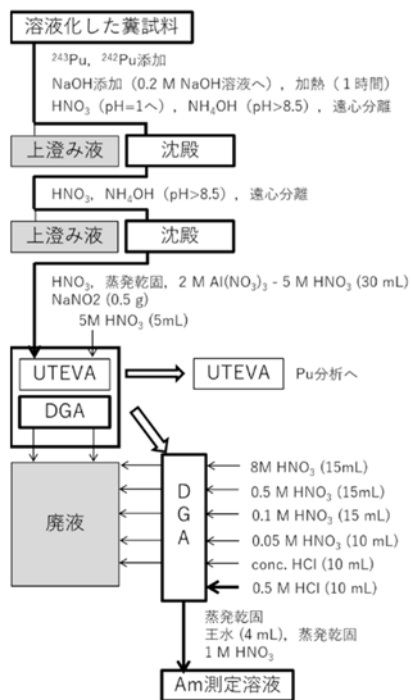 溶液化した糞試料
²⁴³Pu, ²⁴²Pu添加
NaOH添加（0.2 M NaOH溶液へ）, 加熱（1時間）
HNO₃（pH=1へ）, NH₄OH（pH>8.5）, 遠心分離
上澄み液
沈殿
HNO₃, NH₄OH（pH>8.5）, 遠心分離
上澄み液
沈殿
HNO₃, 蒸発乾固, 2 M Al(NO₃)₃ - 5 M HNO₃ (30 mL)
NaNO2 (0.5 g)
5M HNO₃ (5mL)
UTEVA
UTEVA
Pu分析へ
DGA
廃液
DGA
8M HNO₃ (15mL)
0.5 M HNO₃ (15mL)
0.1 M HNO₃ (15 mL)
0.05 M HNO₃ (10 mL)
conc. HCl (10 mL)
0.5 M HCl (10 mL)
蒸発乾固
王水 (4 mL), 蒸発乾固
1 M HNO₃
Am測定溶液